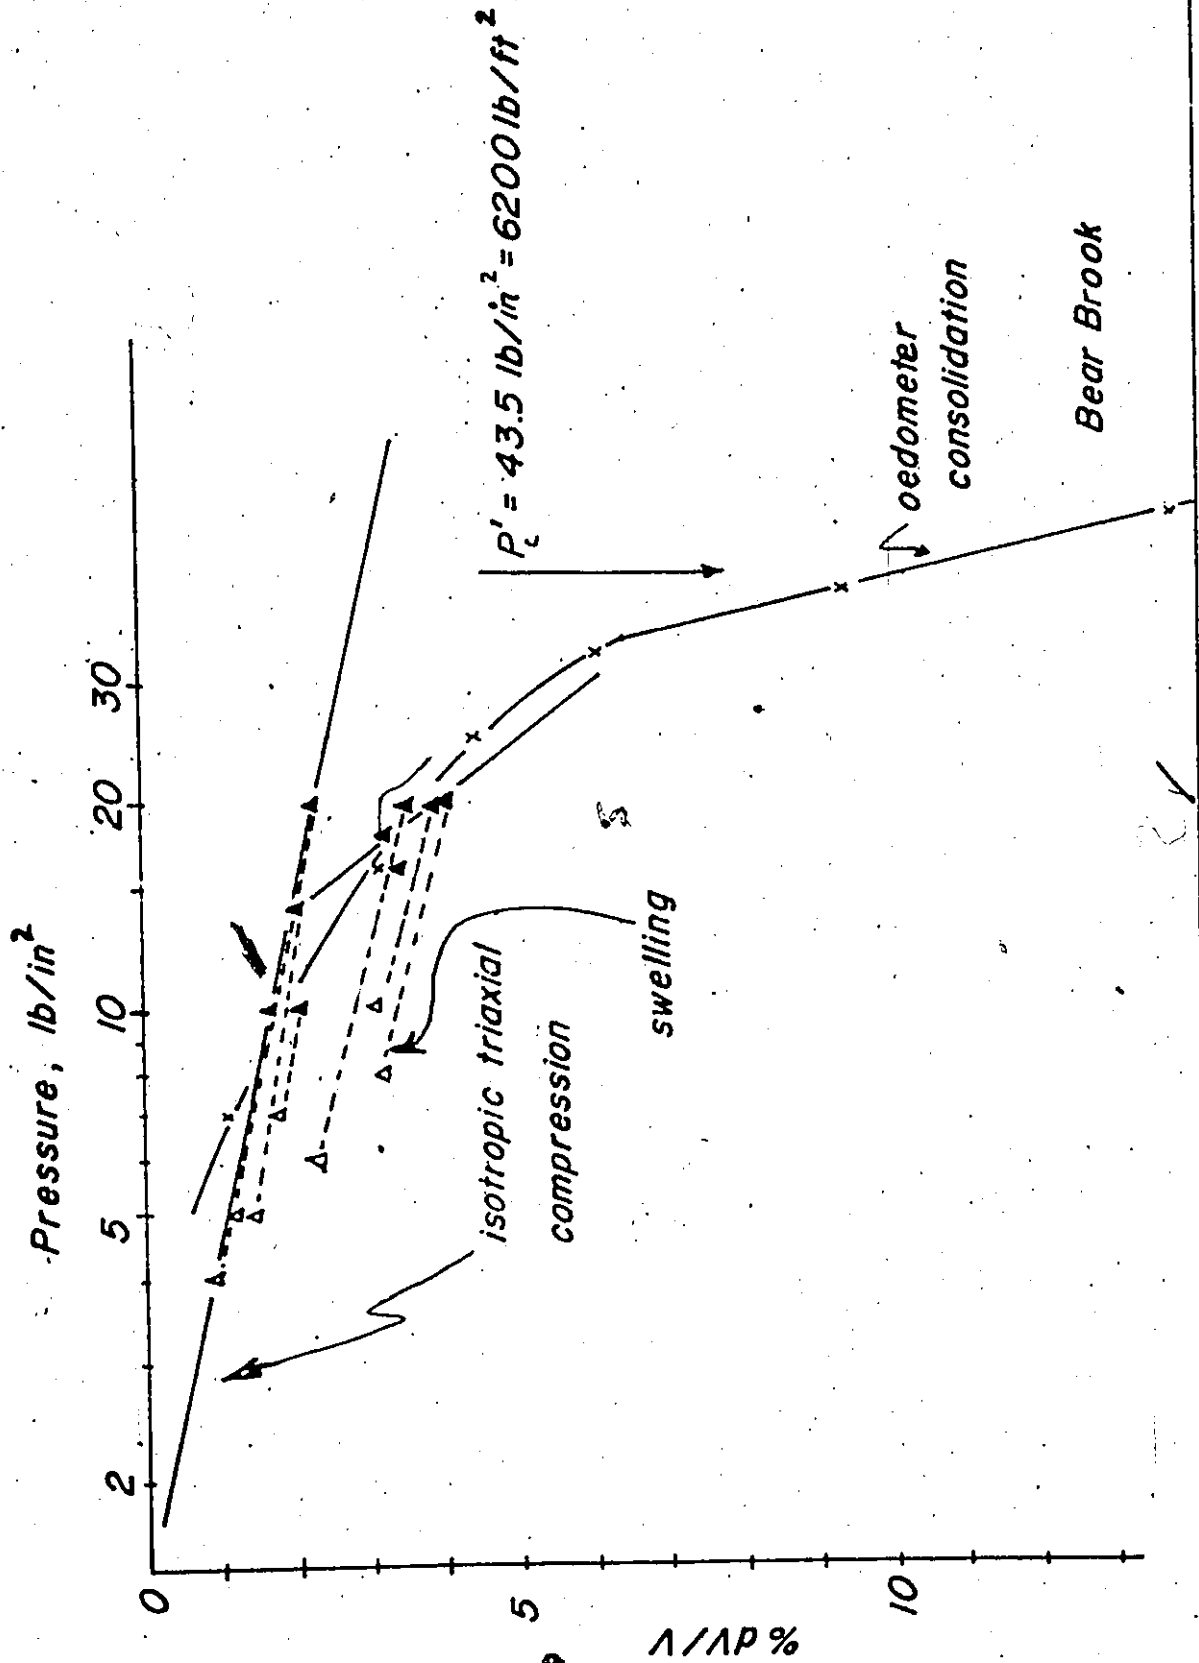 Pressure, lb/in²
2
5
10
20
30
0
5
10
% dV/V
P'c = 43.5 lb/in² = 6200 lb/ft²
isotropic triaxial
compression
swelling
oedometer
consolidation
Bear Brook